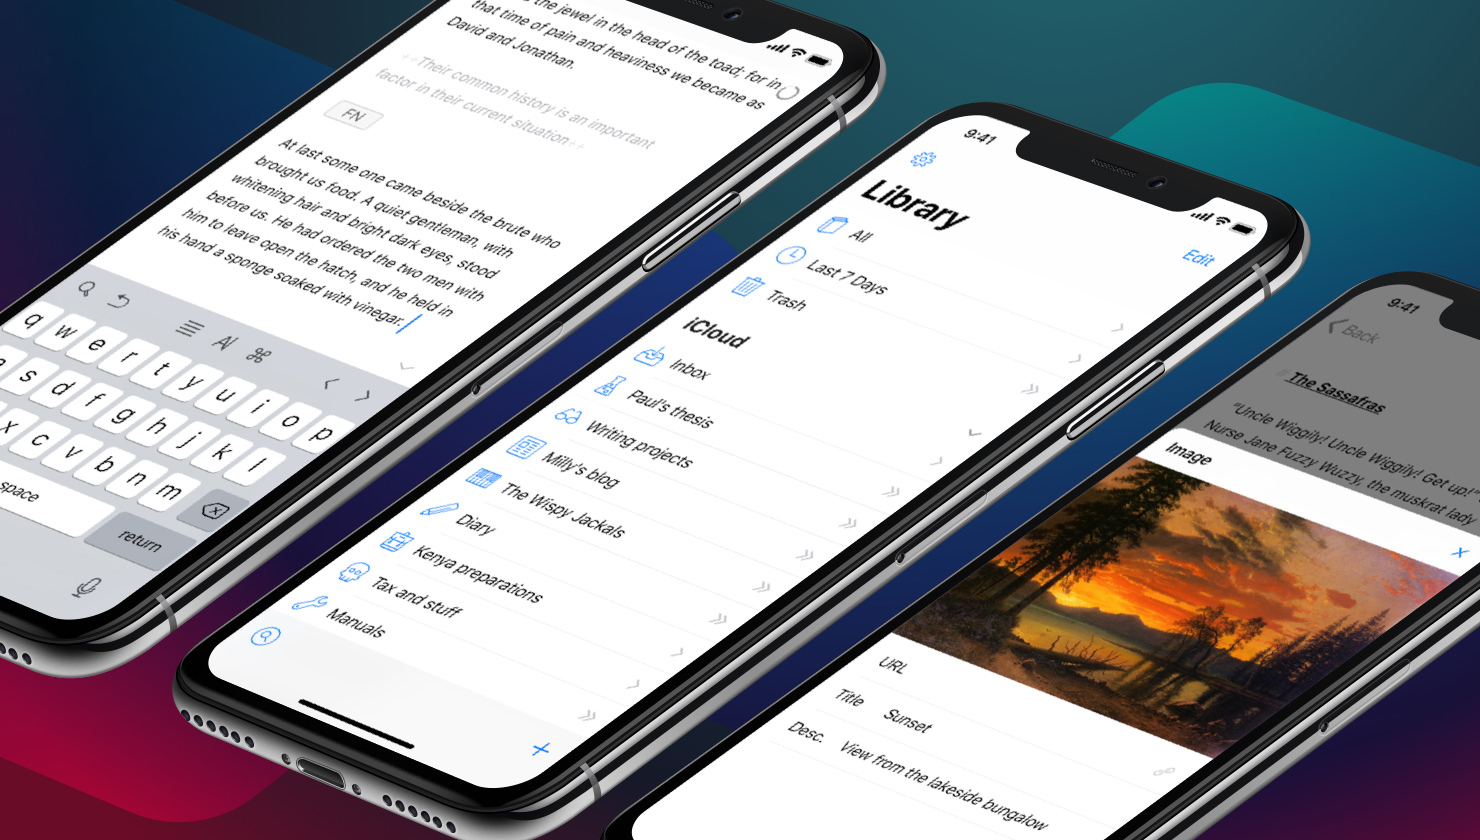 the jewel in the head of the toad; for in
that time of pain and heaviness we became as
David and Jonathan.
++Their common history is an important
factor in their current situation++
FN
At last some one came beside the brute who
brought us food. A quiet gentleman, with
whitening hair and bright dark eyes, stood
before us. He had ordered the two men with
him to leave open the hatch, and he held in
his hand a sponge soaked with vinegar.
A ⌘
q w e r t y u i o p
a s d f g h j k l
x c v b n m
space
return
9:41
Library
Edit
All
Last 7 Days
Trash
iCloud
Inbox
Paul's thesis
Writing projects
Milly's blog
The Wispy Jackals
Diary
Kenya preparations
Tax and stuff
Manuals
9:41
Back
The Sassafras
"Uncle Wiggily! Uncle Wiggily! Get up!"
Nurse Jane Fuzzy Wuzzy, the muskrat lady
Image
URL
Title Sunset
Desc. View from the lakeside bungalow